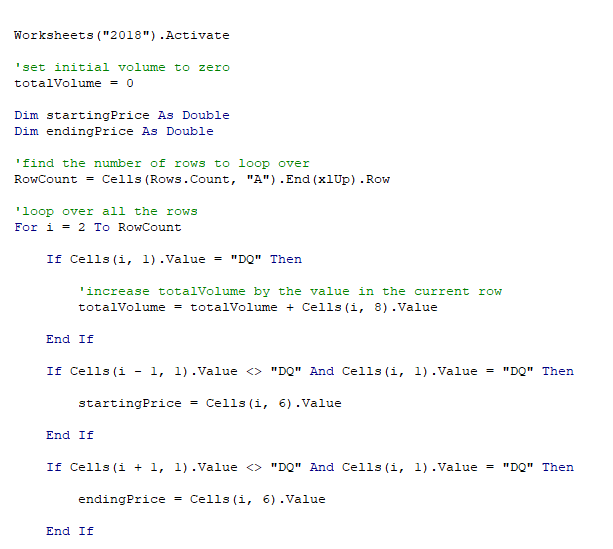 Worksheets("2018").Activate
'set initial volume to zero
totalVolume = 0
Dim startingPrice As Double
Dim endingPrice As Double
'find the number of rows to loop over
RowCount = Cells(Rows.Count, "A").End(xlUp).Row
'loop over all the rows
For i = 2 To RowCount
    If Cells(i, 1).Value = "DQ" Then
        'increase totalVolume by the value in the current row
        totalVolume = totalVolume + Cells(i, 8).Value
    End If
    If Cells(i - 1, 1).Value <> "DQ" And Cells(i, 1).Value = "DQ" Then
        startingPrice = Cells(i, 6).Value
    End If
    If Cells(i + 1, 1).Value <> "DQ" And Cells(i, 1).Value = "DQ" Then
        endingPrice = Cells(i, 6).Value
    End If